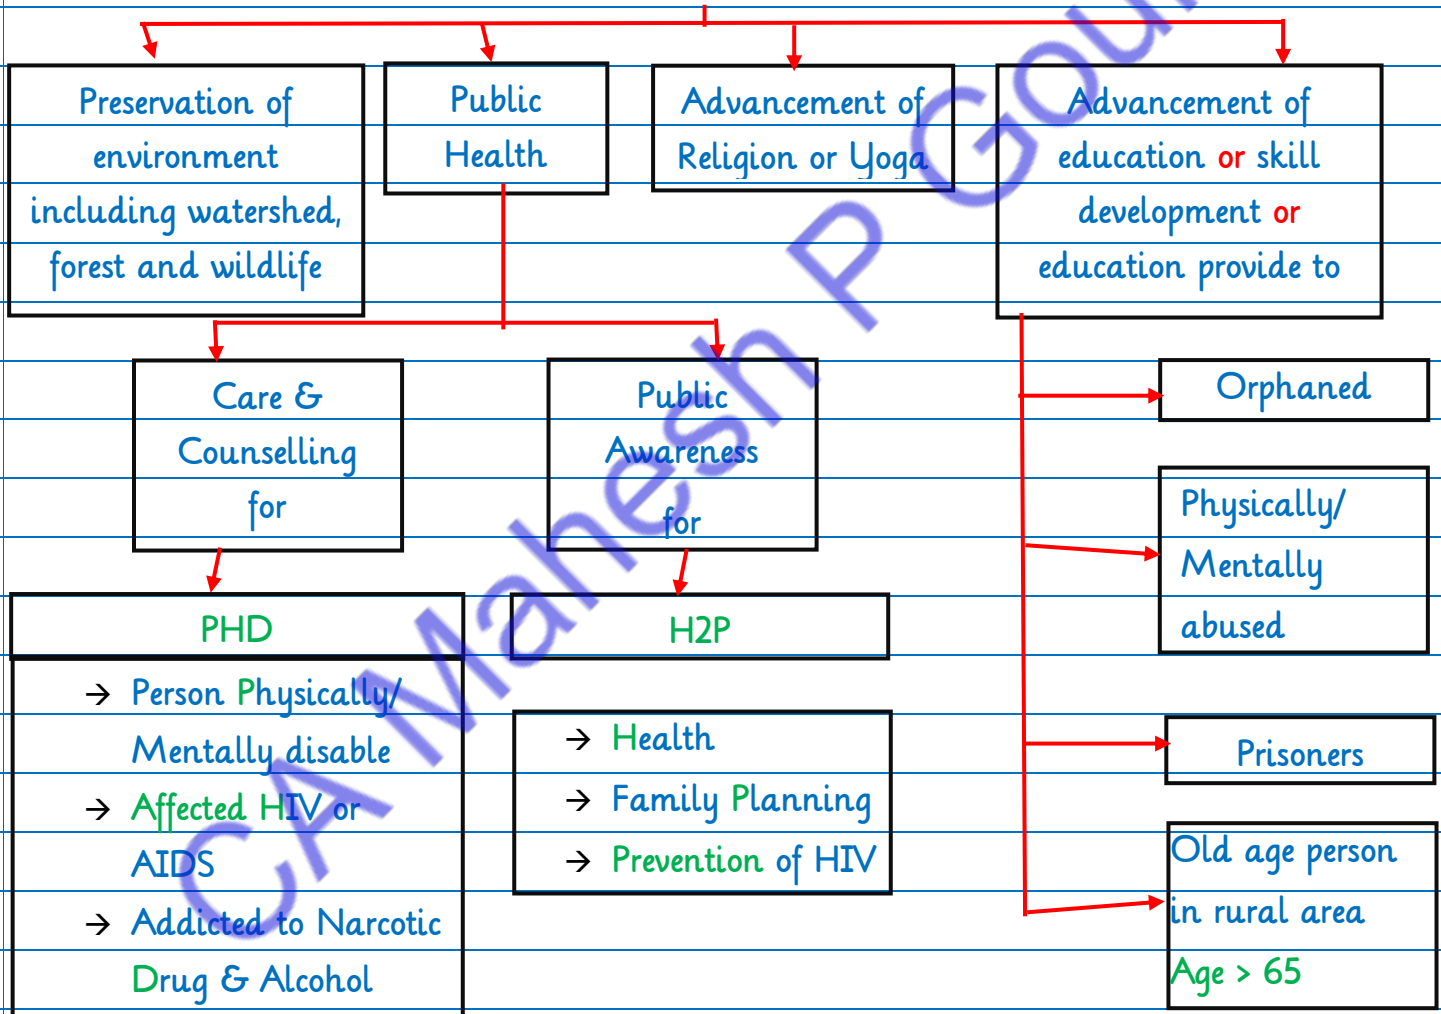 Preservation of
environment
including watershed,
forest and wildlife
Public
Health
Advancement of
Religion or Yoga
Advancement of
education or skill
development or
education provide to
Care &
Counselling
for
Public
Awareness
for
PHD
→ Person Physically/
Mentally disable
→ Affected HIV or
AIDS
→ Addicted to Narcotic
Drug & Alcohol
H2P
→ Health
→ Family Planning
→ Prevention of HIV
Orphaned
Physically/
Mentally
abused
Prisoners
Old age person
in rural area
Age > 65
CA Mahesh P